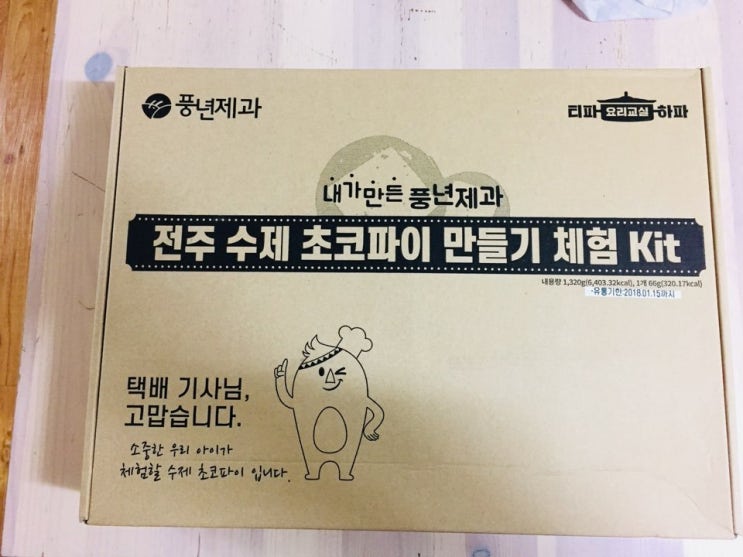 풍년제과
티파 요리교실 하파
내가 만든 풍년제과
전주 수제 초코파이 만들기 체험 Kit
내용량 1,320g(6,403.32kcal), 1개 66g(320.17kcal)
-유통기한:2018.01.15까지
택배 기사님,
고맙습니다.
소중한 우리 아이가
체험할 수제 초코파이 입니다.